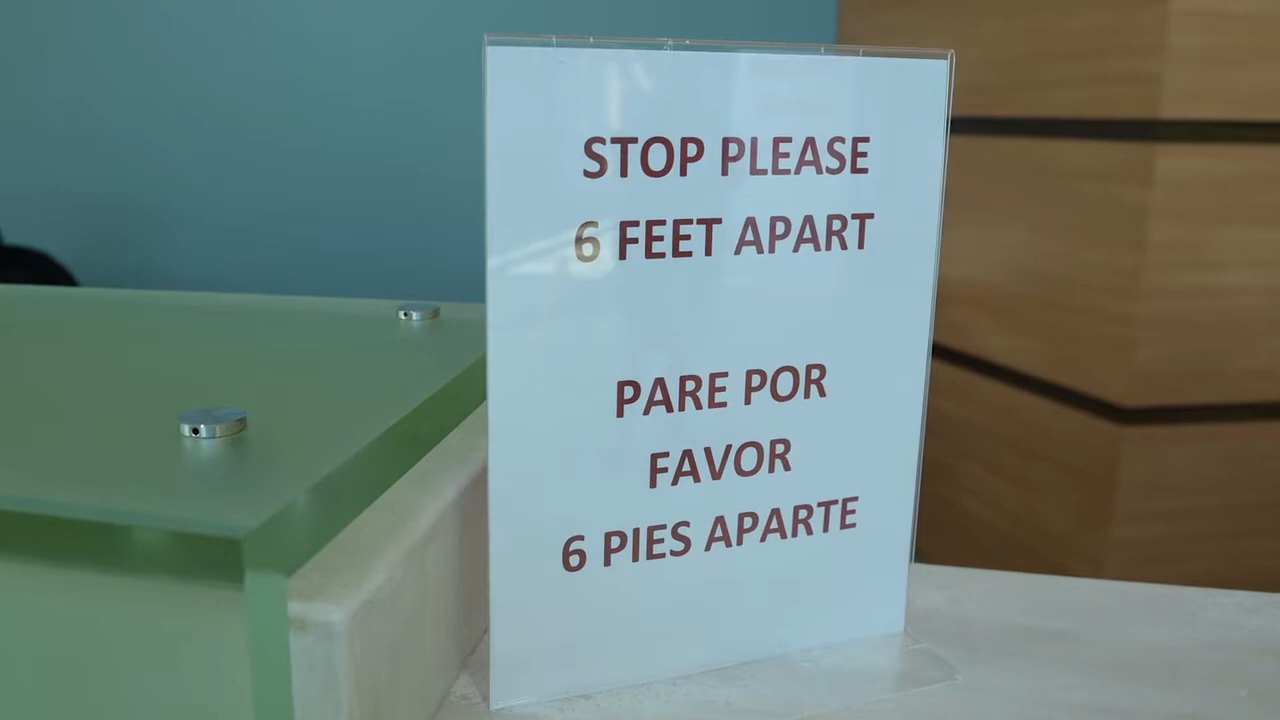 STOP PLEASE
6 FEET APART
PARE POR
FAVOR
6 PIES APARTE